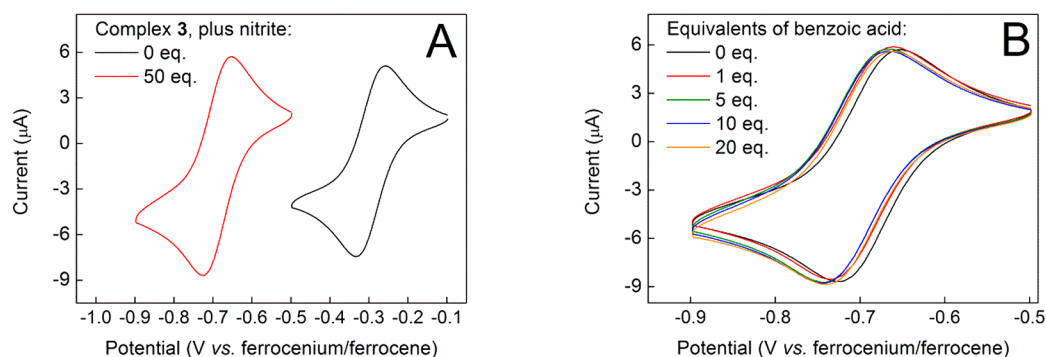 Complex 3, plus nitrite:
0 eq.
50 eq.
A
6
3
0
-3
-6
-9
Current (μA)
-1.0 -0.9 -0.8 -0.7 -0.6 -0.5 -0.4 -0.3 -0.2 -0.1
Potential (V vs. ferrocenium/ferrocene)
Equivalents of benzoic acid:
0 eq.
1 eq.
5 eq.
10 eq.
20 eq.
B
6
3
0
-3
-6
-9
Current (μA)
-0.9 -0.8 -0.7 -0.6 -0.5
Potential (V vs. ferrocenium/ferrocene)